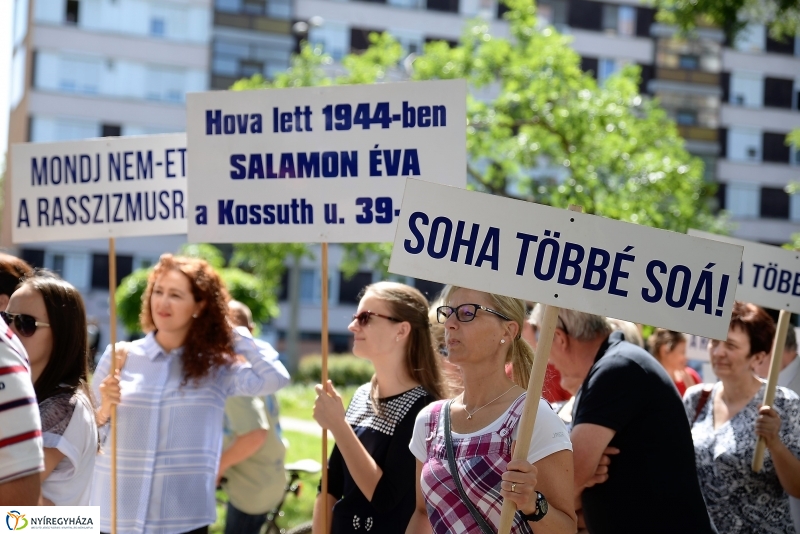 MONDJ NEM-ET
A RASSZIZMUSR
Hova lett 1944-ben
SALAMON ÉVA
a Kossuth u. 39-
SOHA TÖBBÉ SOÁ!
TÖBB
NYÍREGYHÁZA